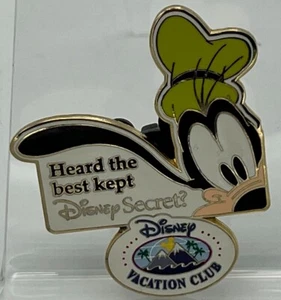 Heard the
best kept
Disney Secret?
Disney
VACATION CLUB